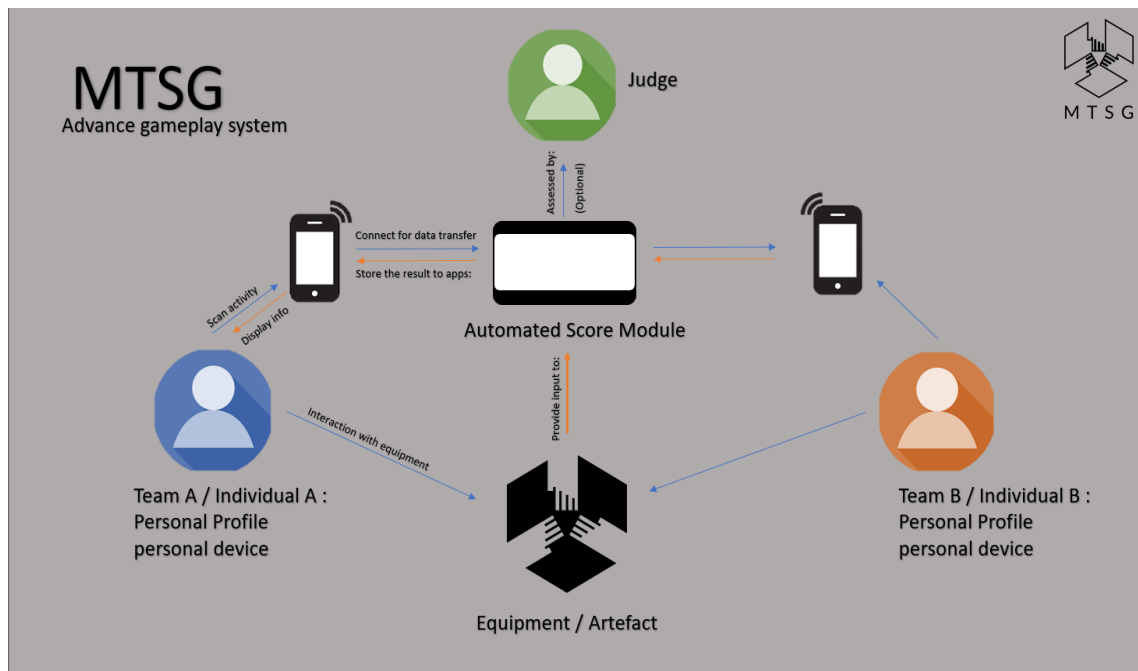 MTSG
Advance gameplay system
Judge
MTSG
Assessed by:
(Optional)
Connect for data transfer
Store the result to apps:
Scan activity
Display info
Automated Score Module
Provide input to:
Interaction with equipment
Team A / Individual A :
Personal Profile
personal device
Team B / Individual B :
Personal Profile
personal device
Equipment / Artefact